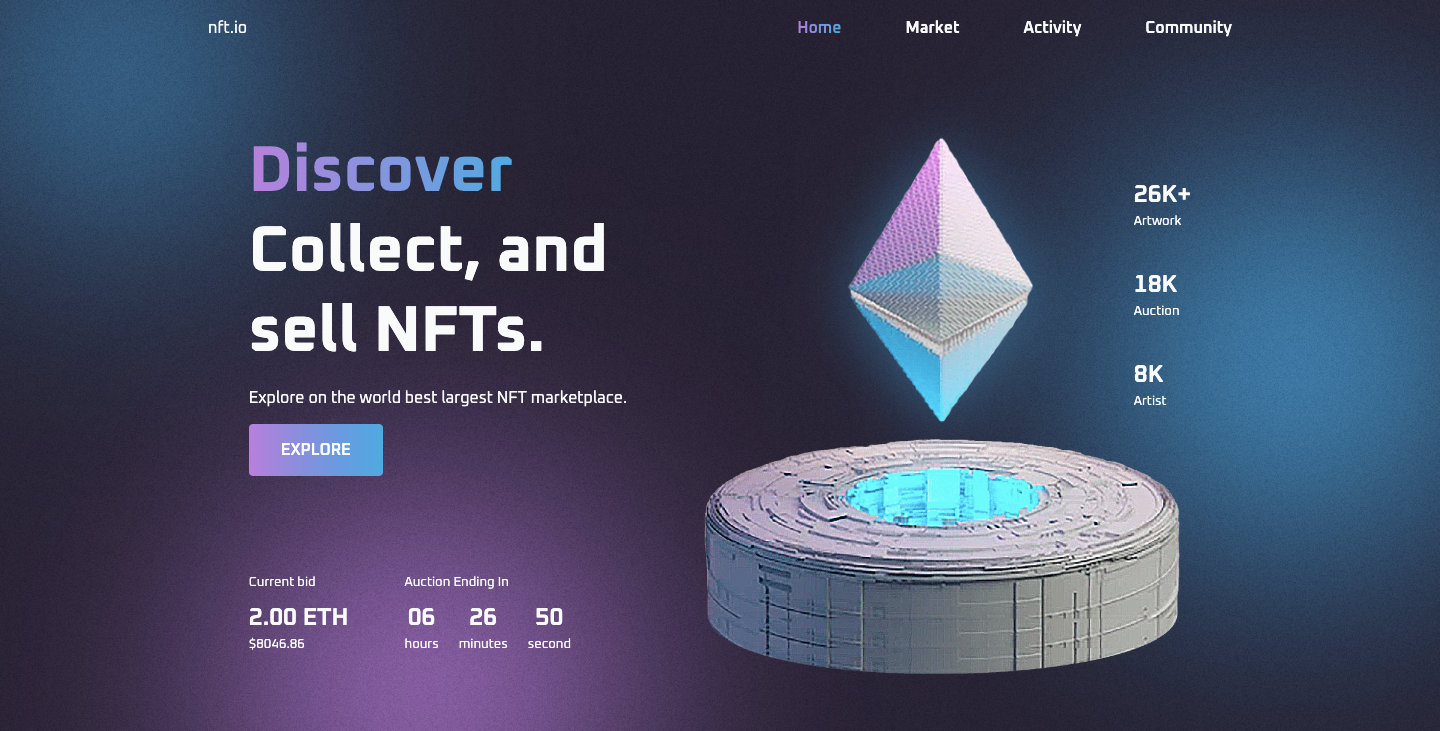 nft.io
Home Market Activity Community
Discover
Collect, and
sell NFTs.
Explore on the world best largest NFT marketplace.
EXPLORE
26K+
Artwork
18K
Auction
8K
Artist
Current bid
2.00 ETH
$8046.86
Auction Ending In
06 26 50
hours minutes second